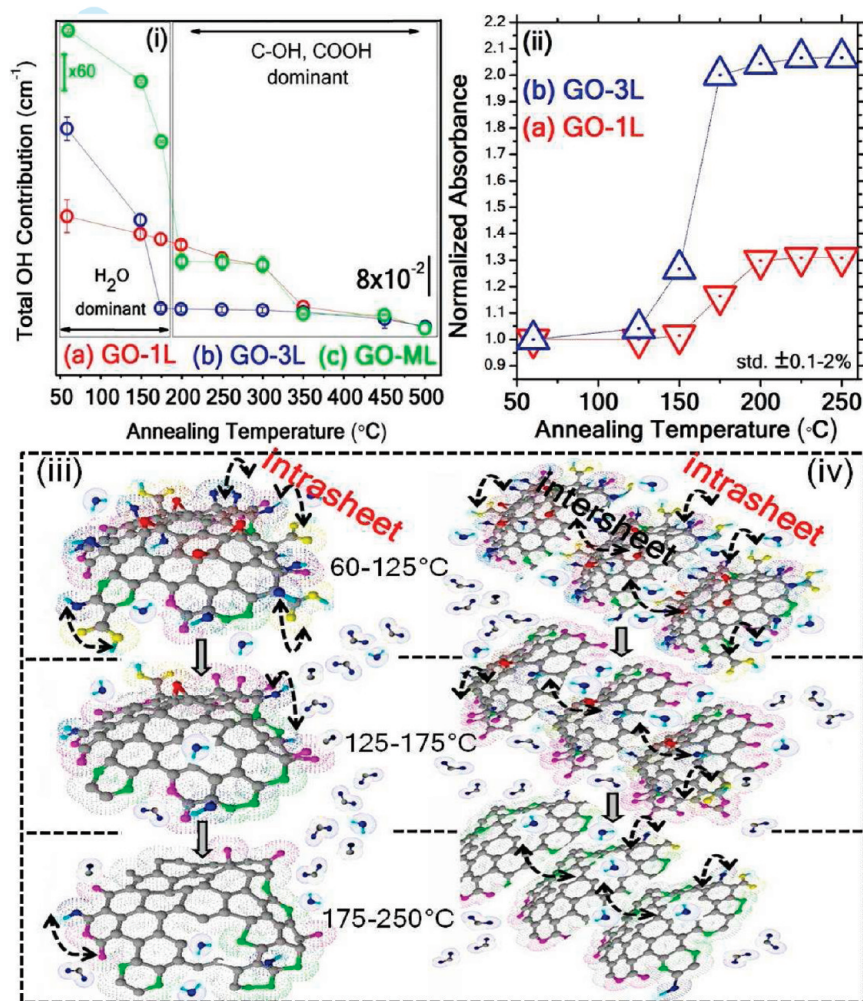 (i)
C-OH, COOH
dominant
x60
Total OH Contribution (cm⁻¹)
H₂O
dominant
8x10⁻²
(a) GO-1L (b) GO-3L (c) GO-ML
50 100 150 200 250 300 350 400 450 500
Annealing Temperature (°C)
(ii)
(b) GO-3L
(a) GO-1L
Normalized Absorbance
2.2
2.1
2.0
1.9
1.8
1.7
1.6
1.5
1.4
1.3
1.2
1.1
1.0
0.9
std. ±0.1-2%
50 100 150 200 250
Annealing Temperature (°C)
(iii)
intrasheet
(iv)
Intersheet
intrasheet
60-125°C
125-175°C
175-250°C